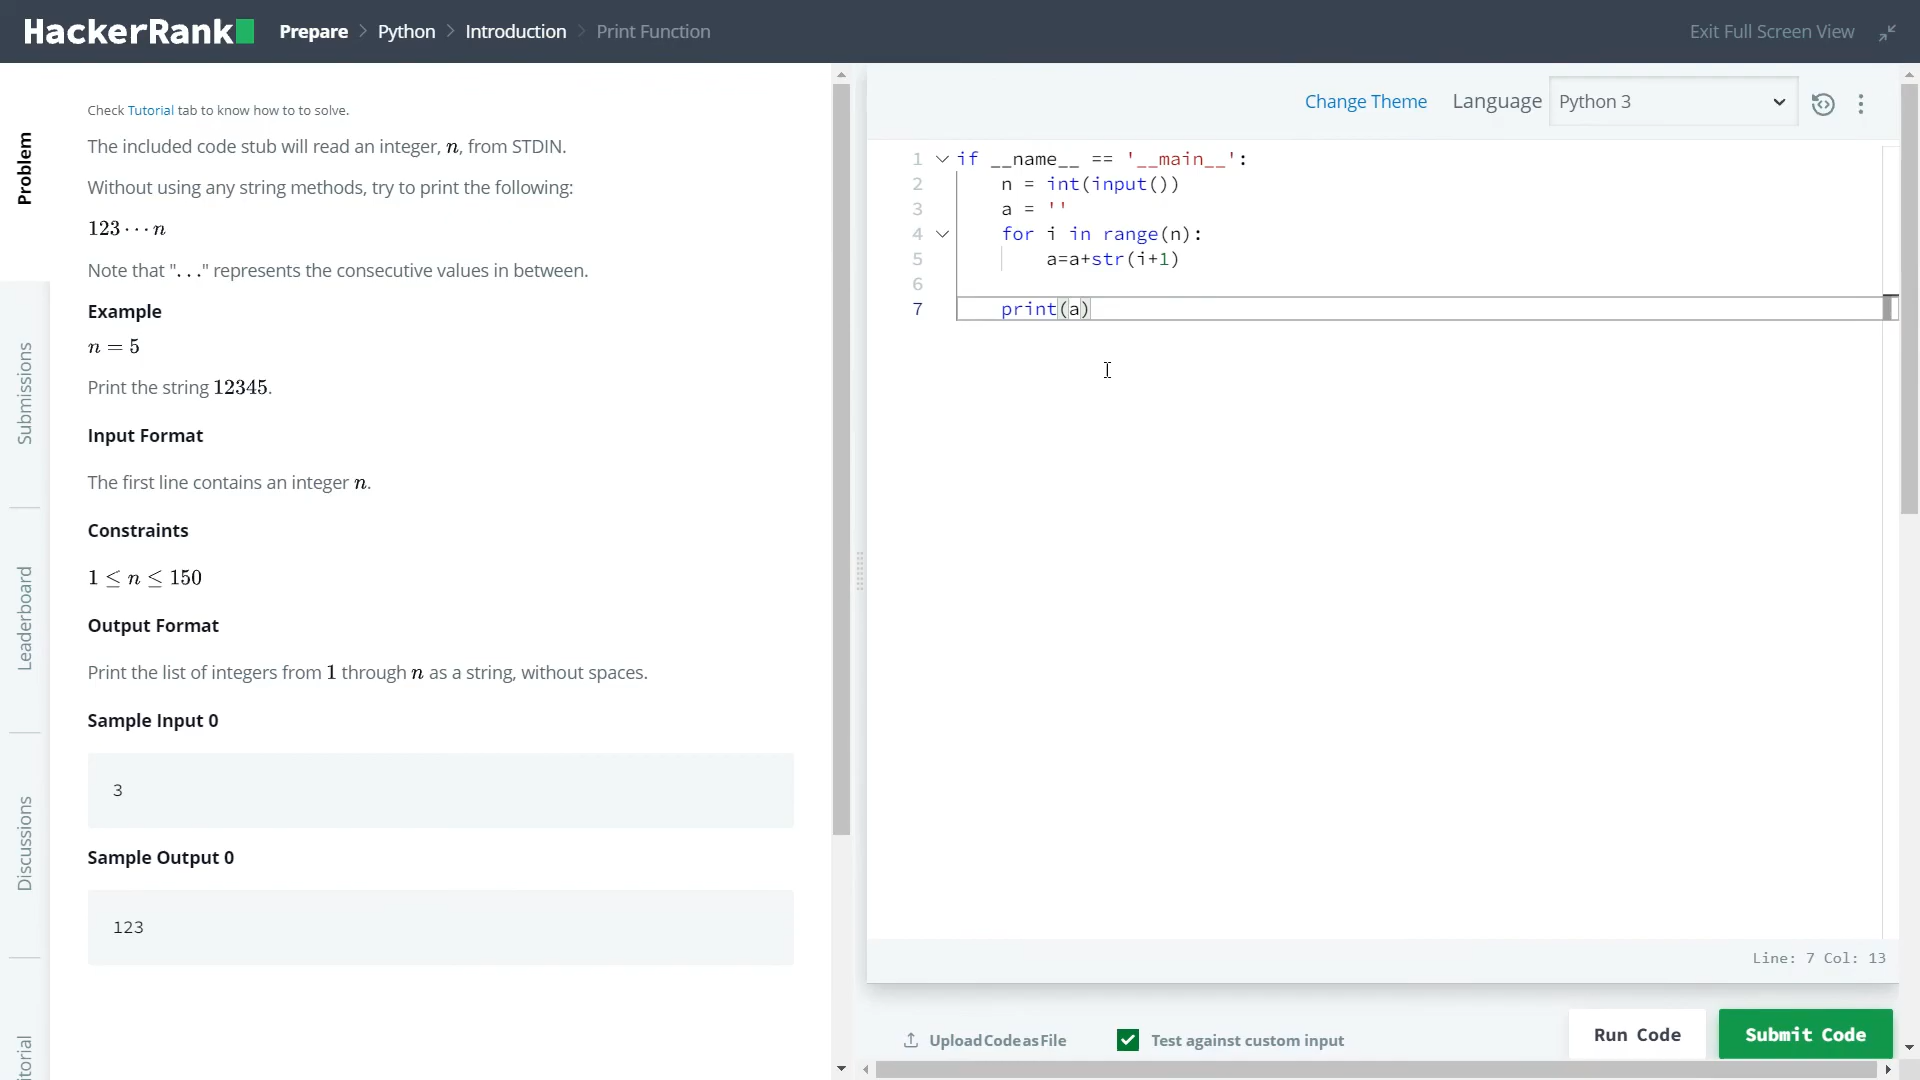 HackerRank Prepare > Python > Introduction > Print Function Exit Full Screen View
Problem
Submissions
Leaderboard
Discussions
itorial
Check Tutorial tab to know how to to solve.
The included code stub will read an integer, n, from STDIN.
Without using any string methods, try to print the following:
123···n
Note that "..." represents the consecutive values in between.
Example
n = 5
Print the string 12345.
Input Format
The first line contains an integer n.
Constraints
1 ≤ n ≤ 150
Output Format
Print the list of integers from 1 through n as a string, without spaces.
Sample Input 0
3
Sample Output 0
123
Change Theme Language Python 3
1 if __name__ == '__main__':
2 n = int(input())
3 a = ''
4 for i in range(n):
5 a=a+str(i+1)
6
7 print(a)
Line: 7 Col: 13
Upload Code as File Test against custom input Run Code Submit Code